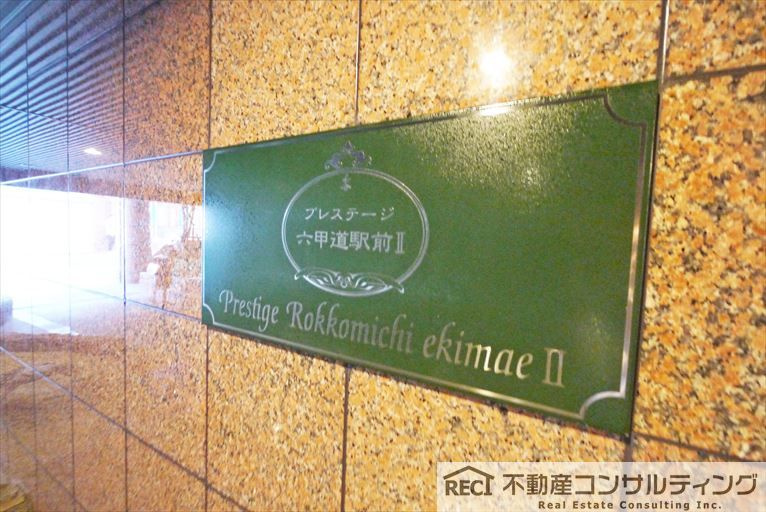 プレステージ
六甲道駅前Ⅱ
Prestige Rokkomichi ekimae Ⅱ
RECI 不動産コンサルティング
Real Estate Consulting Inc.